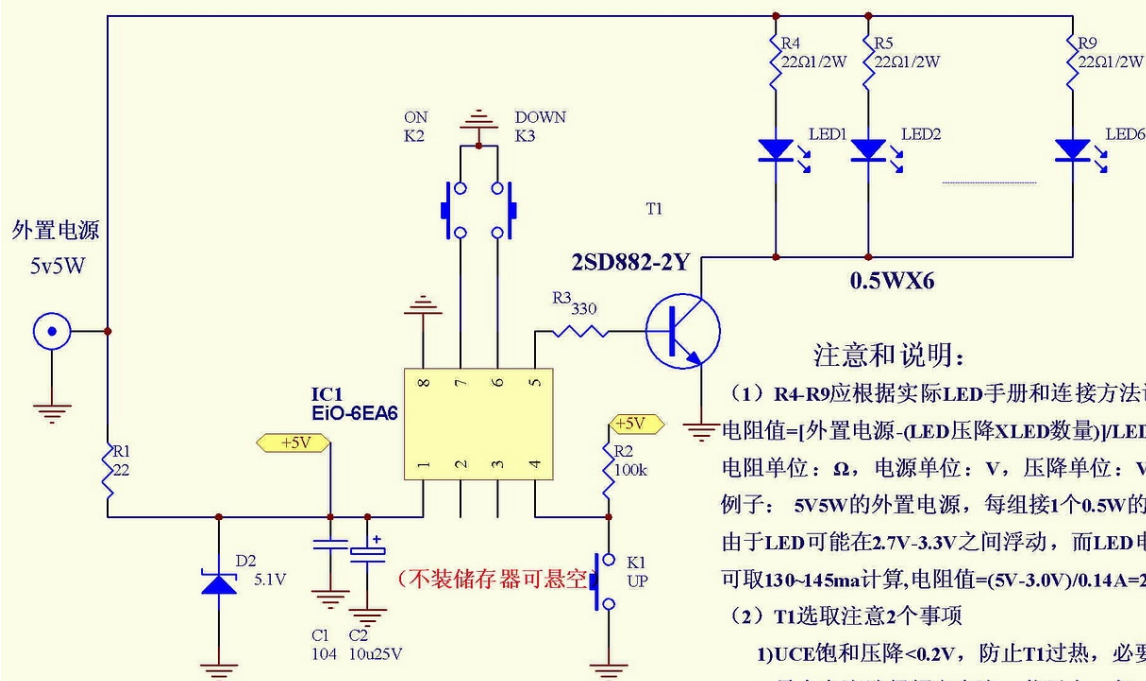 R4
22Ω1/2W
R5
22Ω1/2W
R9
22Ω1/2W
ON
K2
DOWN
K3
LED1
LED2
LED6
外置电源
5v5W
T1
2SD882-2Y
0.5WX6
R3
330
8
7
6
5
IC1
EiO-6EA6
1
2
3
4
+5V
+5V
R1
22
R2
100k
D2
5.1V
K1
UP
C1
104
C2
10u25V
(不装储存器可悬空
注意和说明：
（1）R4-R9应根据实际LED手册和连接方法
电阻值=[外置电源-(LED压降XLED数量)]/LED
电阻单位：Ω，电源单位：V，压降单位：V
例子： 5V5W的外置电源，每组接1个0.5W的
由于LED可能在2.7V-3.3V之间浮动，而LED电
可取130~145ma计算,电阻值=(5V-3.0V)/0.14A=2
（2）T1选取注意2个事项
1)UCE饱和压降<0.2V，防止T1过热，必要